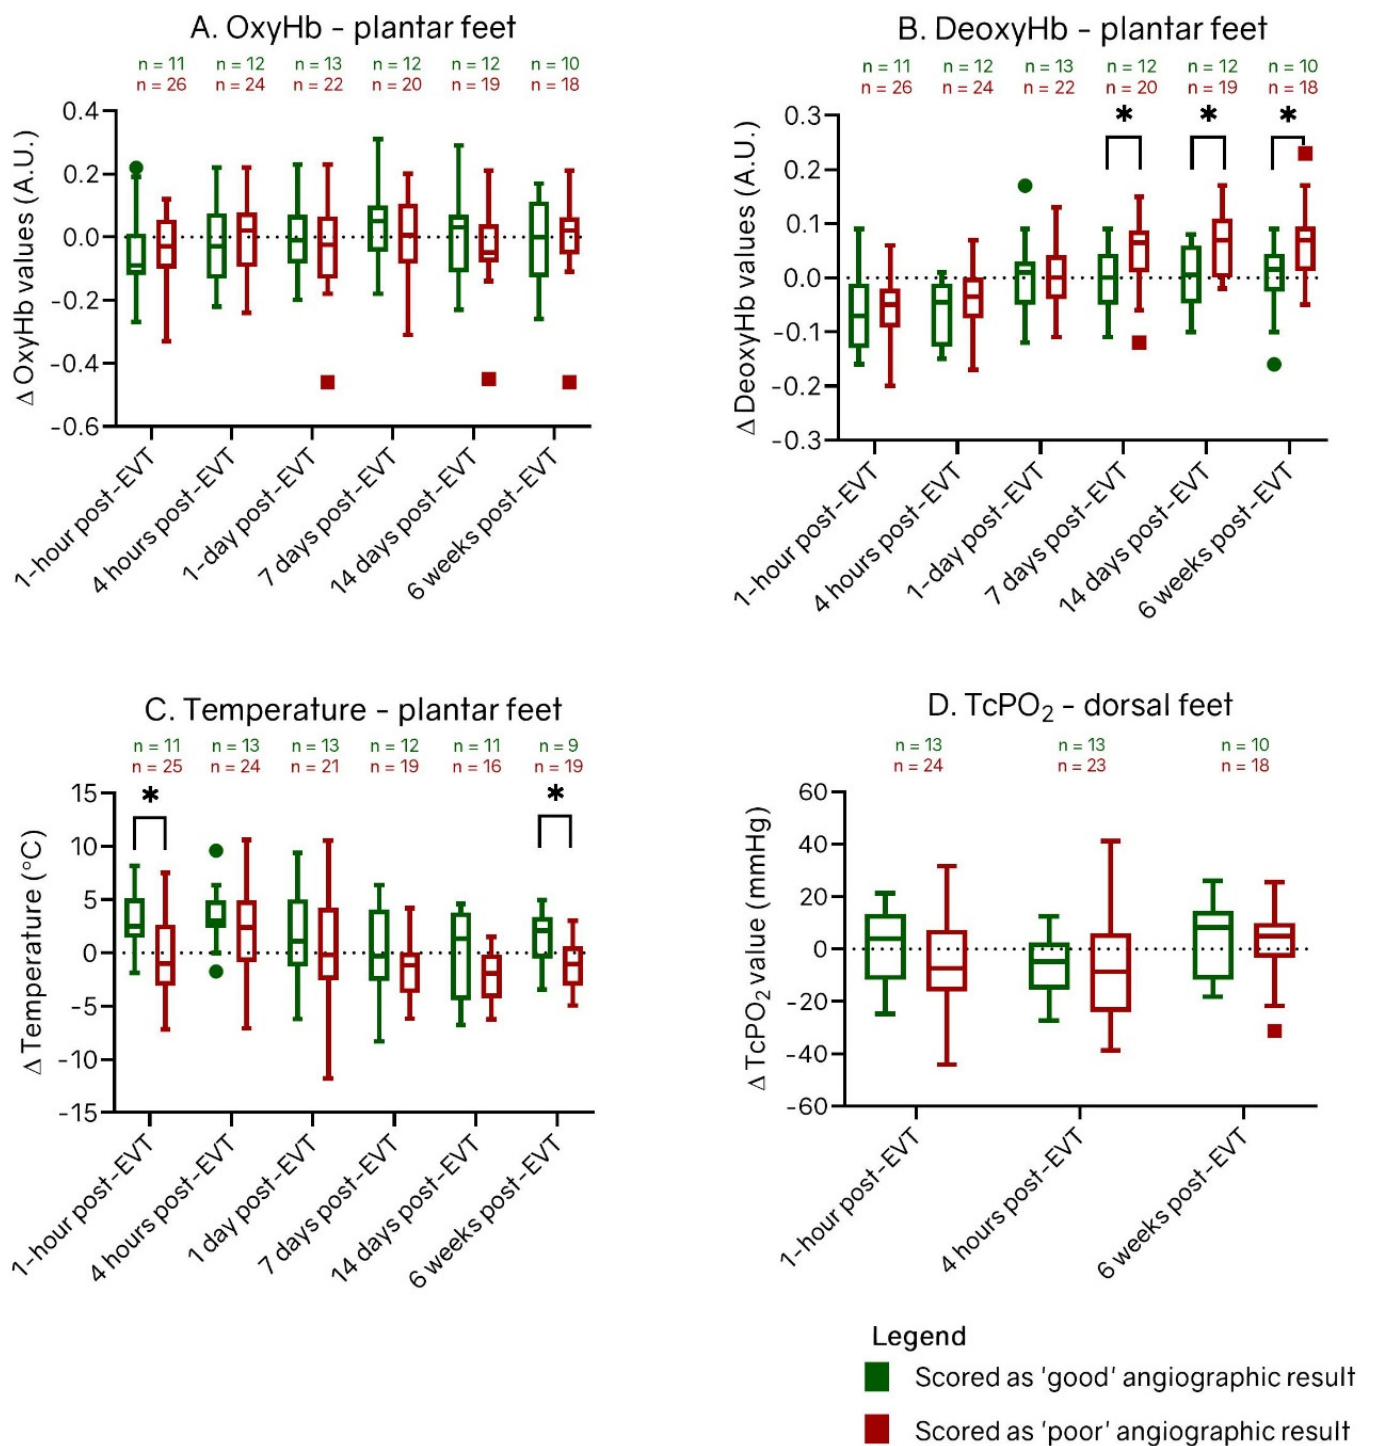 A. OxyHb - plantar feet
n = 11 n = 12 n = 13 n = 12 n = 12 n = 10
n = 26 n = 24 n = 22 n = 20 n = 19 n = 18
Δ OxyHb values (A.U.)
0.4
0.2
0.0
-0.2
-0.4
-0.6
1-hour post-EVT
4 hours post-EVT
1-day post-EVT
7 days post-EVT
14 days post-EVT
6 weeks post-EVT
B. DeoxyHb - plantar feet
n = 11 n = 12 n = 13 n = 12 n = 12 n = 10
n = 26 n = 24 n = 22 n = 20 n = 19 n = 18
* * *
Δ DeoxyHb values (A.U.)
0.3
0.2
0.1
0.0
-0.1
-0.2
-0.3
1-hour post-EVT
4 hours post-EVT
1-day post-EVT
7 days post-EVT
14 days post-EVT
6 weeks post-EVT
C. Temperature - plantar feet
n = 11 n = 13 n = 13 n = 12 n = 11 n = 9
n = 25 n = 24 n = 21 n = 19 n = 16 n = 19
* *
Δ Temperature (°C)
15
10
5
0
-5
-10
-15
1-hour post-EVT
4 hours post-EVT
1 day post-EVT
7 days post-EVT
14 days post-EVT
6 weeks post-EVT
D. TcPO₂ - dorsal feet
n = 13 n = 13 n = 10
n = 24 n = 23 n = 18
Δ TcPO₂ value (mmHg)
60
40
20
0
-20
-40
-60
1-hour post-EVT
4 hours post-EVT
6 weeks post-EVT
Legend
Scored as 'good' angiographic result
Scored as 'poor' angiographic result